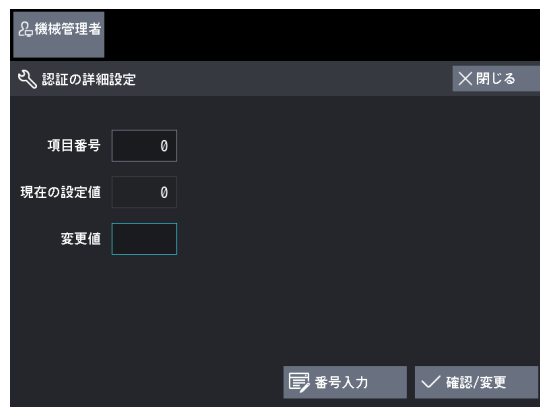 機械管理者
認証の詳細設定
閉じる
項目番号 0
現在の設定値 0
変更値
番号入力
確認/変更